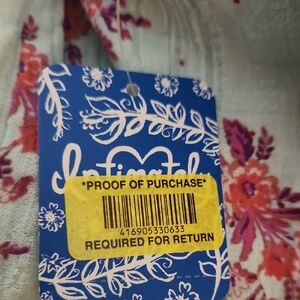 *PROOF OF PURCHASE*
416905330633
REQUIRED FOR RETURN